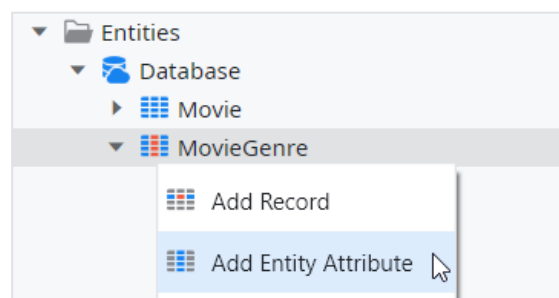 Entities
Database
Movie
MovieGenre
Add Record
Add Entity Attribute